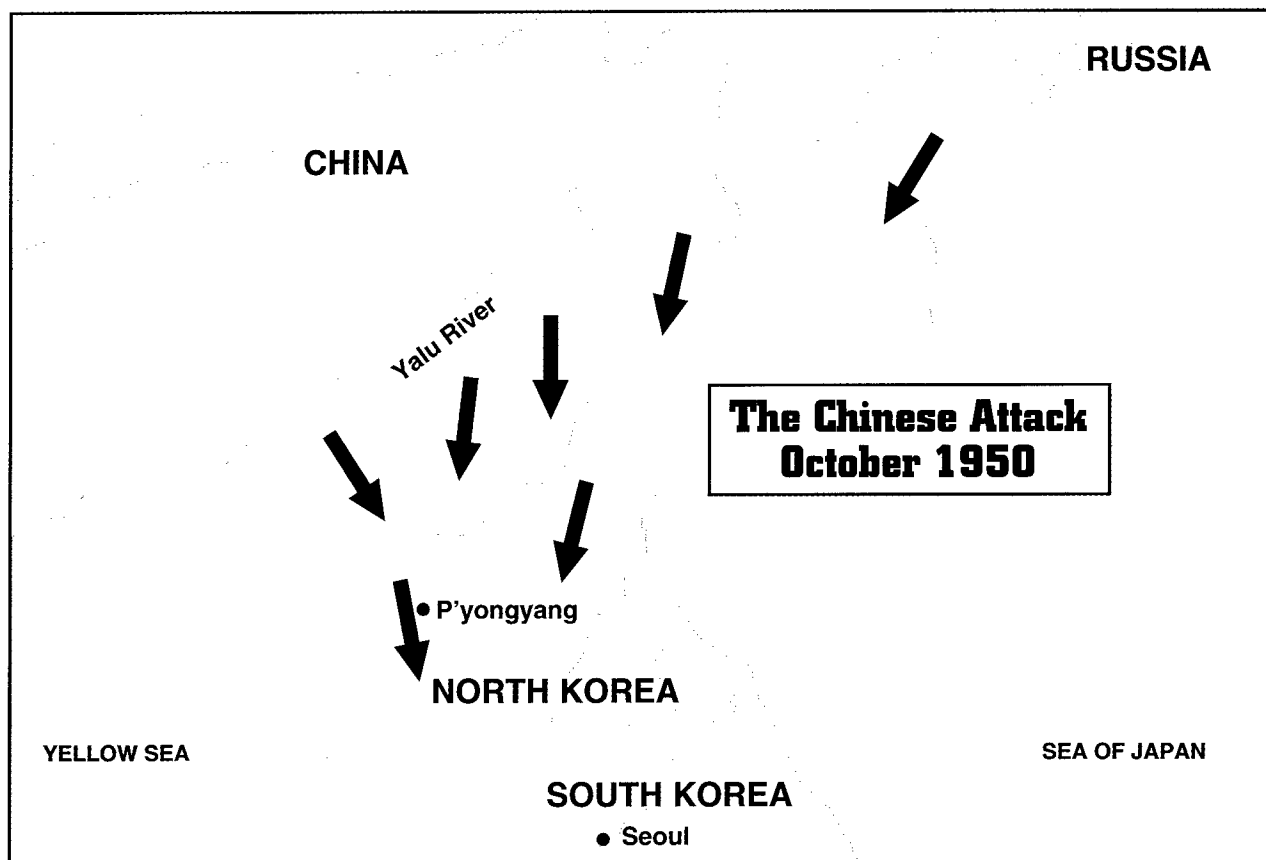 RUSSIA
CHINA
Yalu River
The Chinese Attack
October 1950
P'yongyang
NORTH KOREA
YELLOW SEA
SEA OF JAPAN
SOUTH KOREA
Seoul